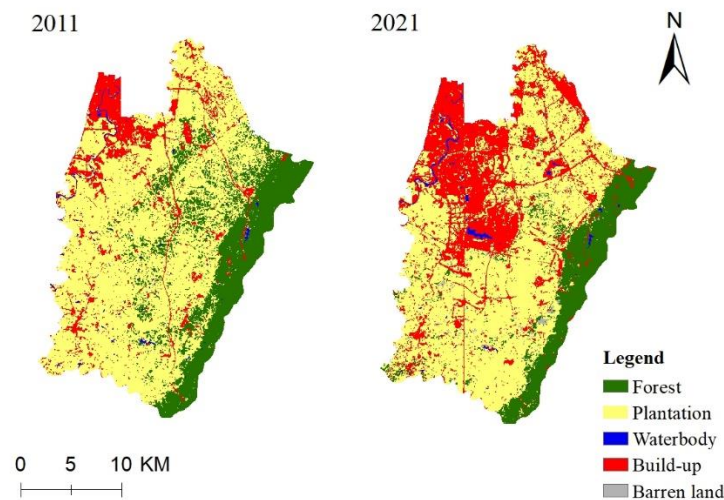 2011
2021
N
Legend
Forest
Plantation
Waterbody
Build-up
Barren land
0 5 10 KM